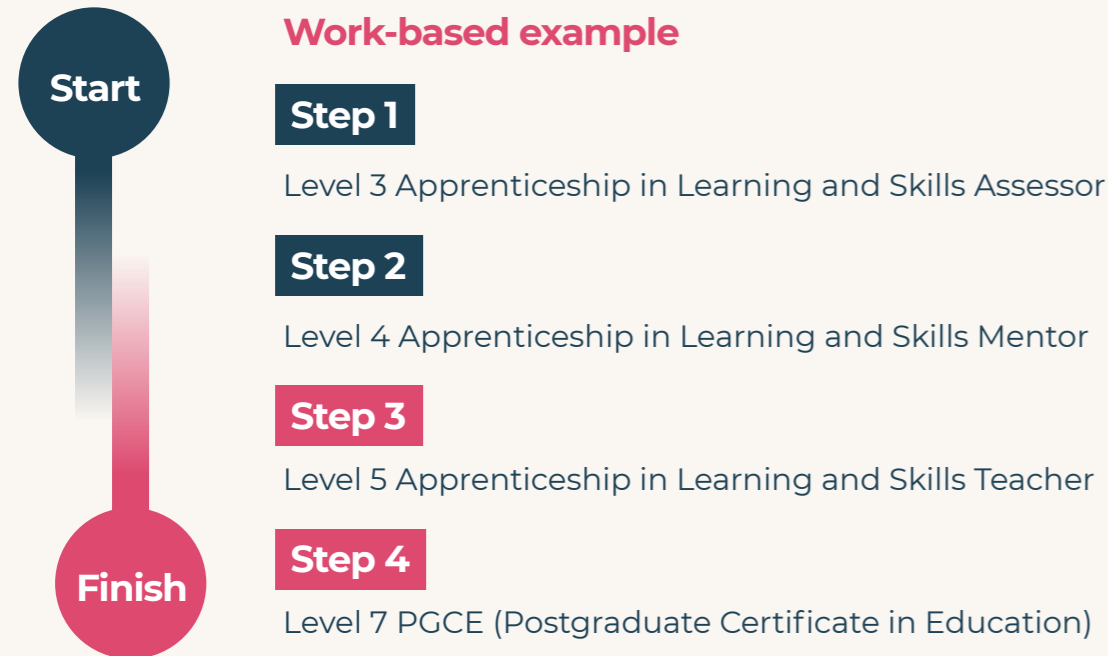 Start
Work-based example
Step 1
Level 3 Apprenticeship in Learning and Skills Assessor
Step 2
Level 4 Apprenticeship in Learning and Skills Mentor
Step 3
Level 5 Apprenticeship in Learning and Skills Teacher
Step 4
Level 7 PGCE (Postgraduate Certificate in Education)
Finish